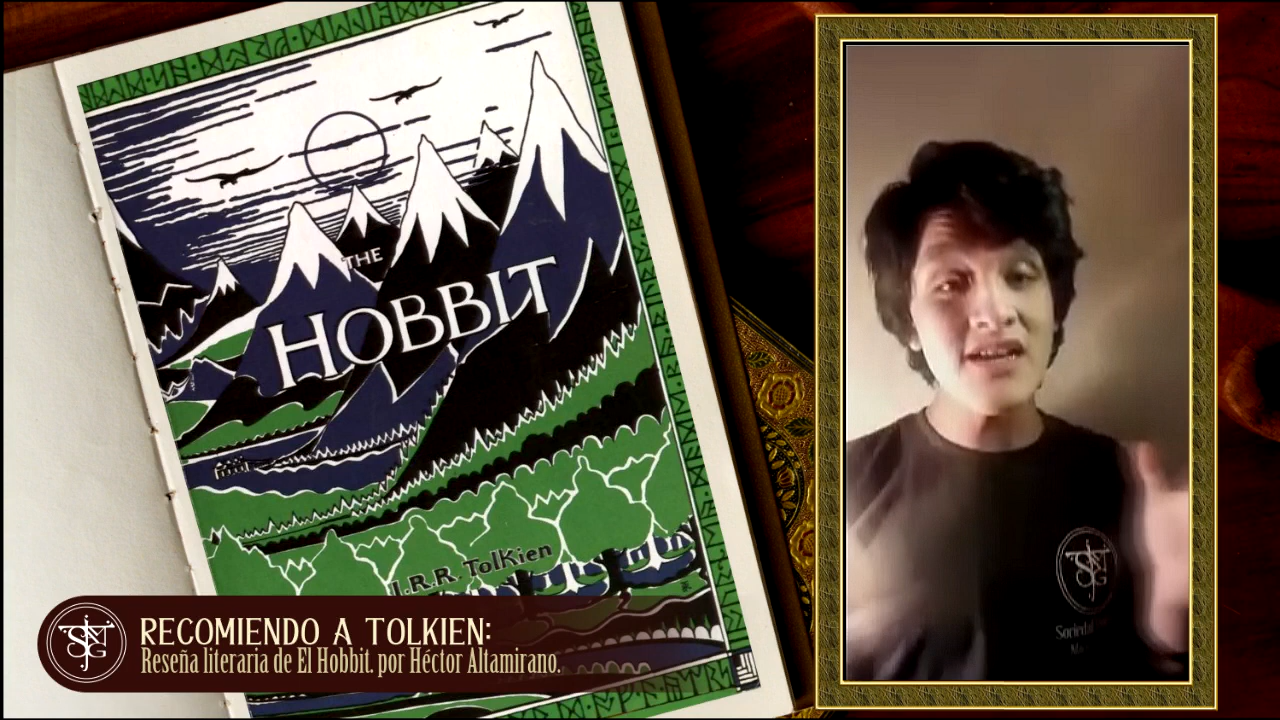 THE
HOBBIT
J.R.R. Tolkien
RECOMIENDO A TOLKIEN:
Reseña literaria de El Hobbit. por Héctor Altamirano.